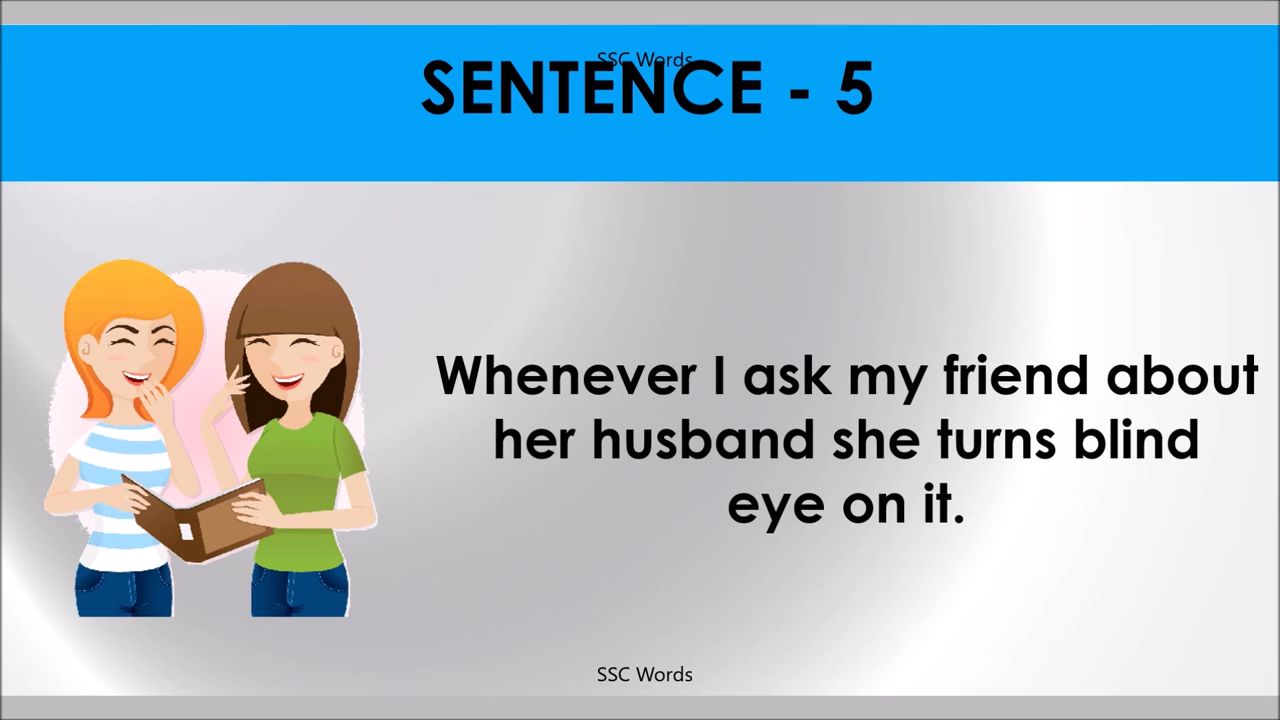 SSC Words
SENTENCE - 5
Whenever I ask my friend about
her husband she turns blind
eye on it.
SSC Words